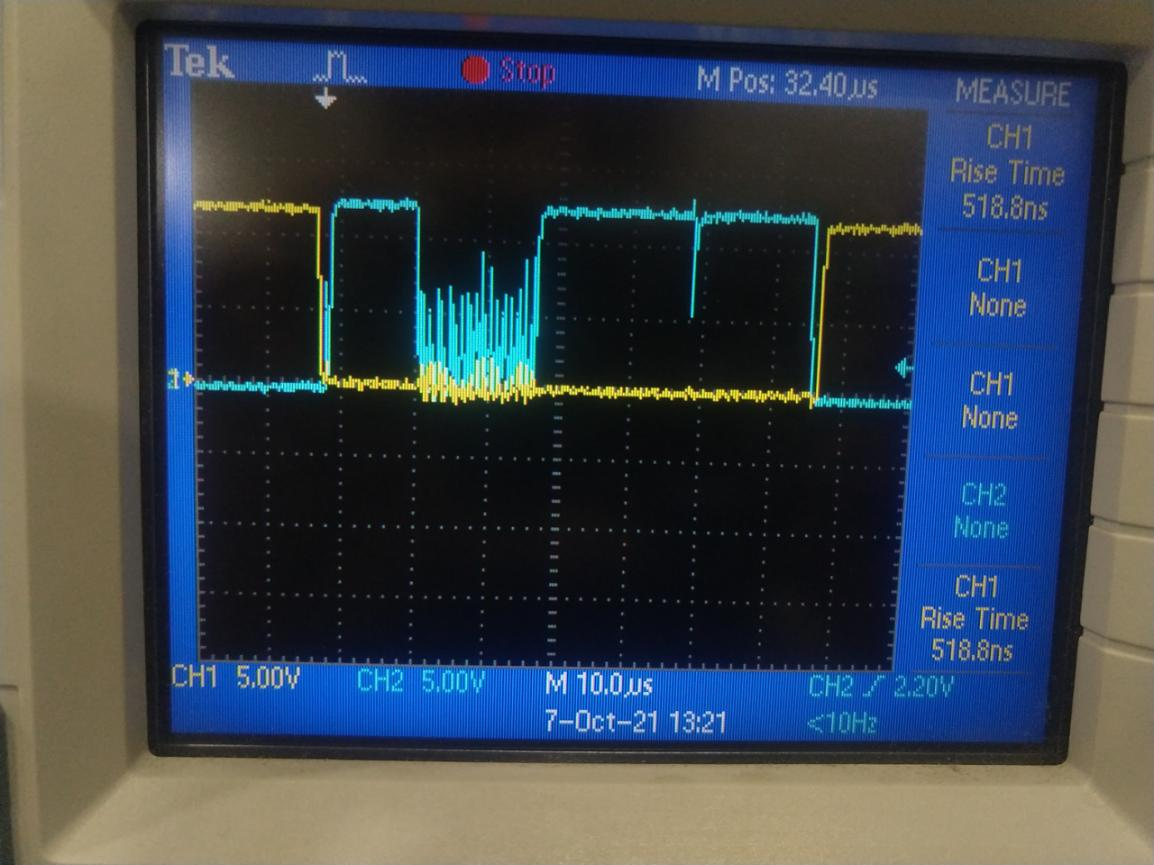 Tek
Stop
M Pos: 32.40µs
MEASURE
CH1
Rise Time
518.8ns
CH1
None
CH1
None
CH2
None
CH1
Rise Time
518.8ns
CH1 5.00V
CH2 5.00V
M 10.0µs
CH2
2.20V
7-Oct-21 13:21
<10Hz